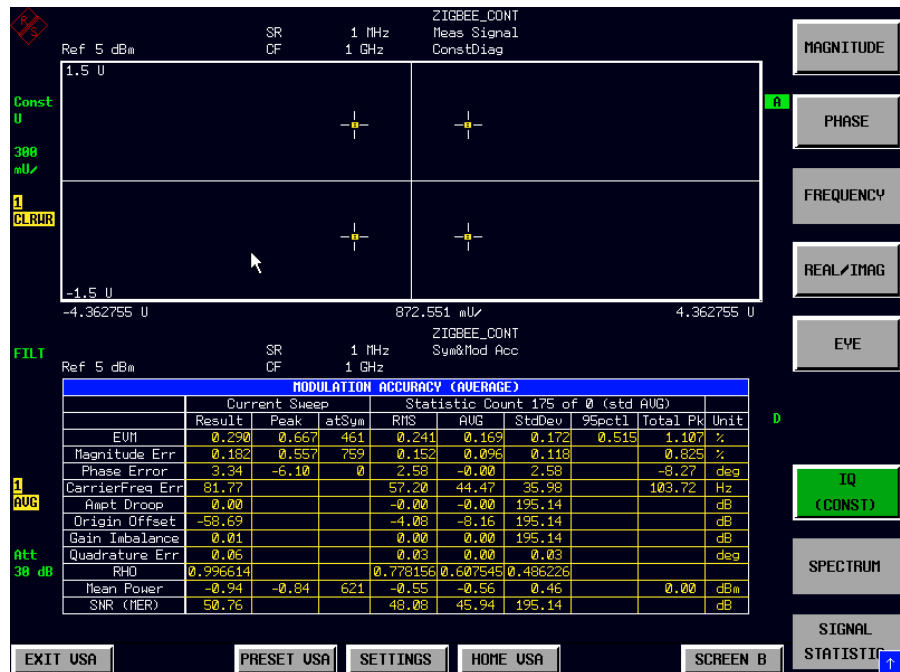 R S
ZIGBEE_CONT
SR 1 MHz Meas Signal
Ref 5 dBm CF 1 GHz ConstDiag
MAGNITUDE
1.5 U
Const
U
A
PHASE
300
mU/
FREQUENCY
1
CLRWR
REAL/IMAG
-1.5 U
-4.362755 U 872.551 mU/ 4.362755 U
ZIGBEE_CONT
FILT SR 1 MHz Sym&Mod Acc
EYE
Ref 5 dBm CF 1 GHz
MODULATION ACCURACY (AVERAGE)
Current Sweep Statistic Count 175 of 0 (std AVG)
Result Peak atSym RMS AVG StdDev 95pctl Total Pk Unit
D
EVM 0.290 0.667 461 0.241 0.169 0.172 0.515 1.107 %
Magnitude Err 0.182 0.557 759 0.152 0.096 0.118 0.825 %
Phase Error 3.34 -6.10 0 2.58 -0.00 2.58 -8.27 deg
CarrierFreq Err 81.77 57.20 44.47 35.98 103.72 Hz
1
AVG
Ampt Droop 0.00 -0.00 -0.00 195.14 dB
IQ
(CONST)
Origin Offset -58.69 -4.08 -8.16 195.14 dB
Gain Imbalance 0.01 0.00 0.00 195.14 dB
Quadrature Err 0.06 0.03 0.00 0.03 deg
Att
30 dB
RHO 0.996614 0.778156 0.607545 0.486226
SPECTRUM
Mean Power -0.94 -0.84 621 -0.55 -0.56 0.46 0.00 dBm
SNR (MER) 50.76 48.08 45.94 195.14 dB
SIGNAL
STATISTIC
EXIT VSA PRESET VSA SETTINGS HOME VSA SCREEN B